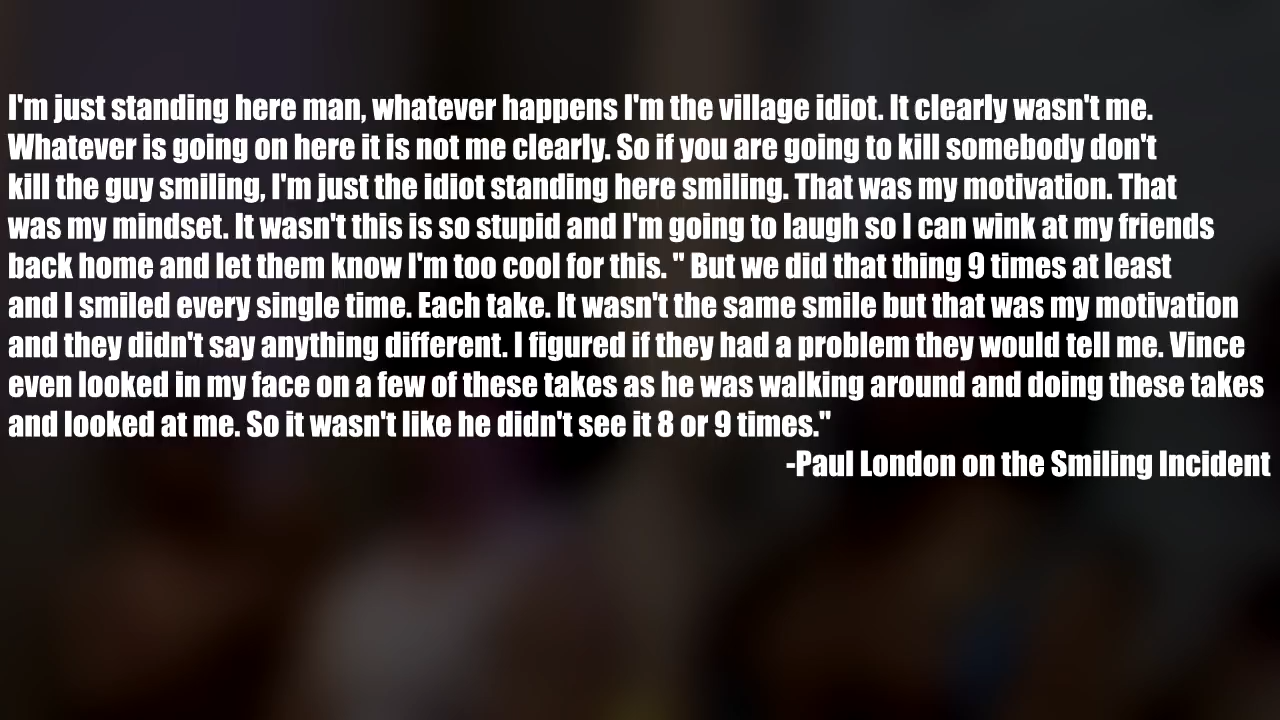 I'm just standing here man, whatever happens I'm the village idiot. It clearly wasn't me.
Whatever is going on here it is not me clearly. So if you are going to kill somebody don't
kill the guy smiling, I'm just the idiot standing here smiling. That was my motivation. That
was my mindset. It wasn't this is so stupid and I'm going to laugh so I can wink at my friends
back home and let them know I'm too cool for this. " But we did that thing 9 times at least
and I smiled every single time. Each take. It wasn't the same smile but that was my motivation
and they didn't say anything different. I figured if they had a problem they would tell me. Vince
even looked in my face on a few of these takes as he was walking around and doing these takes
and looked at me. So it wasn't like he didn't see it 8 or 9 times."
-Paul London on the Smiling Incident